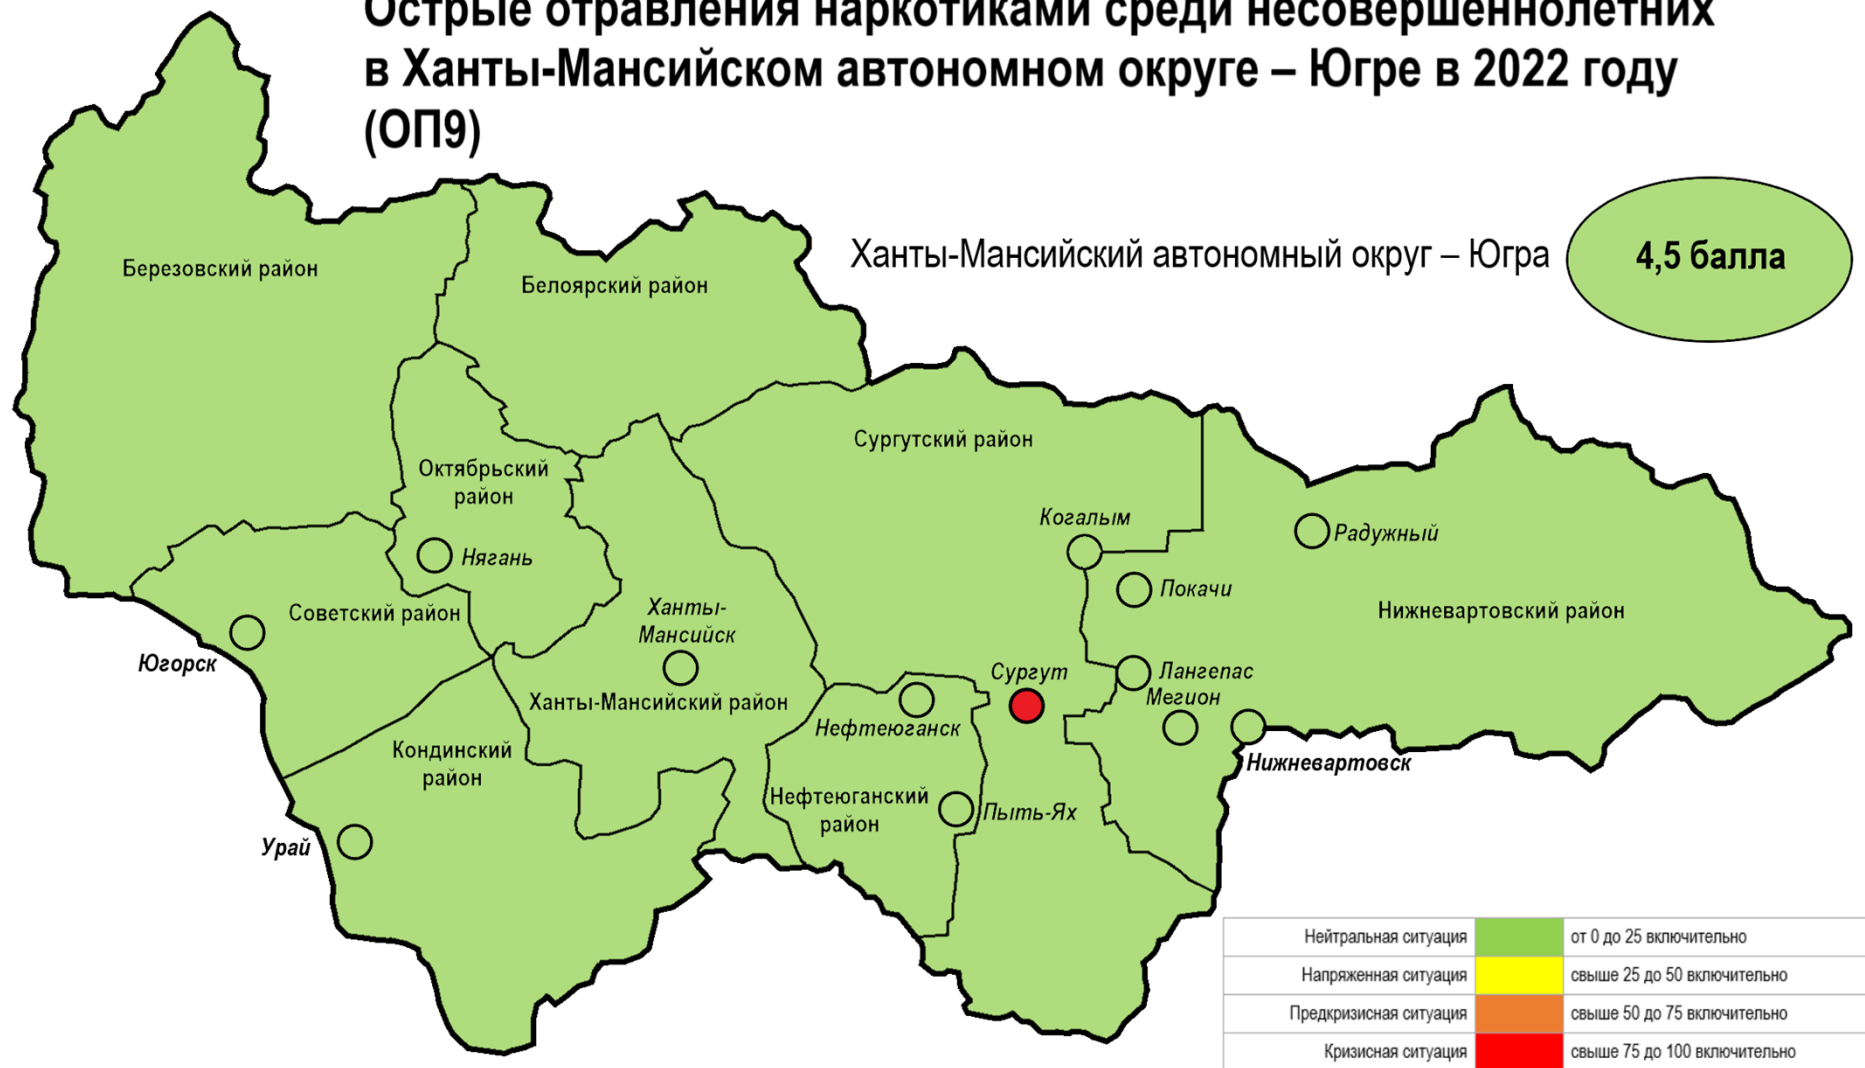 Острые отравления наркотиками среди несовершеннолетних
в Ханты-Мансийском автономном округе – Югре в 2022 году
(ОП9)
Ханты-Мансийский автономный округ – Югра
4,5 балла
Березовский район
Белоярский район
Сургутский район
Октябрьский
район
Когалым
Радужный
Нягань
Покачи
Советский район
Ханты-
Мансийск
Нижневартовский район
Югорск
Сургут
Лангепас
Мегион
Ханты-Мансийский район
Нефтеюганск
Кондинский
район
Нижневартовск
Нефтеюганский
район
Пыть-Ях
Урай
Нейтральная ситуация от 0 до 25 включительно
Напряженная ситуация свыше 25 до 50 включительно
Предкризисная ситуация свыше 50 до 75 включительно
Кризисная ситуация свыше 75 до 100 включительно